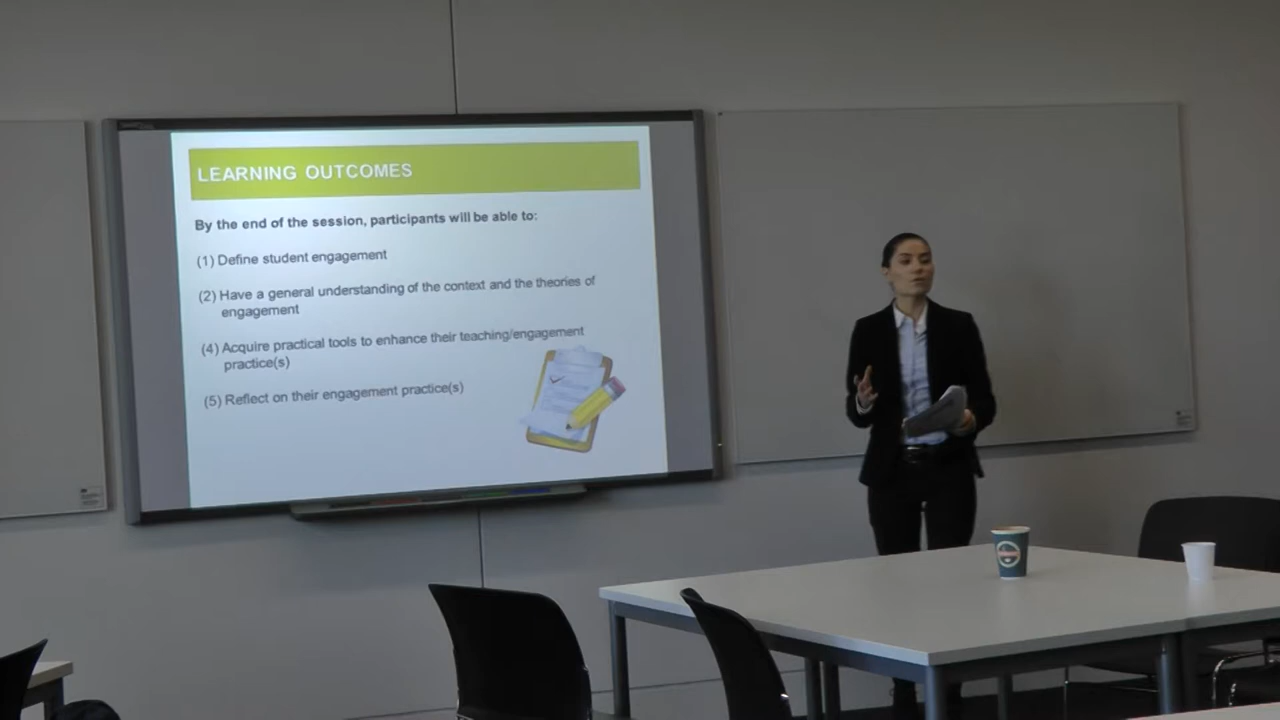 LEARNING OUTCOMES
By the end of the session, participants will be able to:
(1) Define student engagement
(2) Have a general understanding of the context and the theories of
engagement
(4) Acquire practical tools to enhance their teaching/engagement
practice(s)
(5) Reflect on their engagement practice(s)